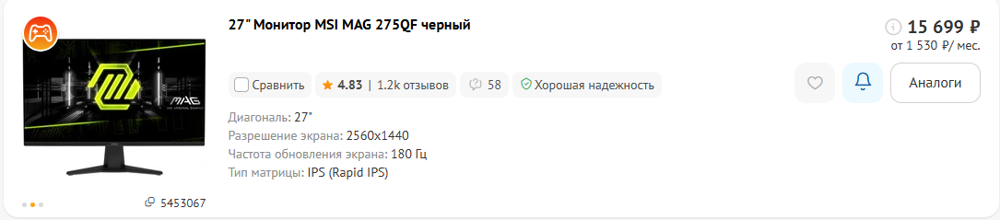 27" Монитор MSI MAG 275QF черный
15 699 ₽
от 1 530 ₽/ мес.
Сравнить
4.83 | 1.2k отзывов
58
Хорошая надежность
Аналоги
Диагональ: 27"
Разрешение экрана: 2560x1440
Частота обновления экрана: 180 Гц
Тип матрицы: IPS (Rapid IPS)
MAG
5453067